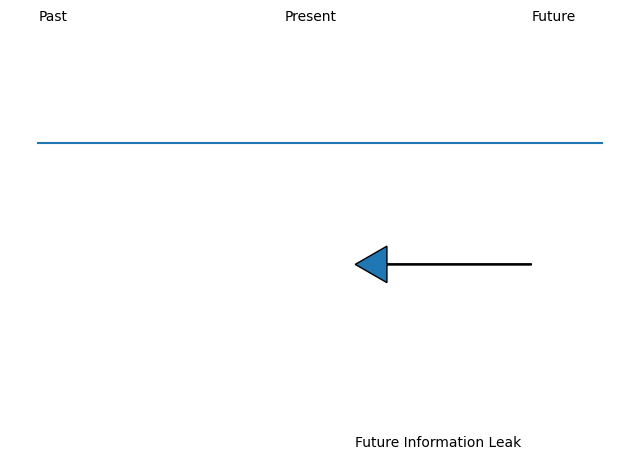 Past
Present
Future
Future Information Leak